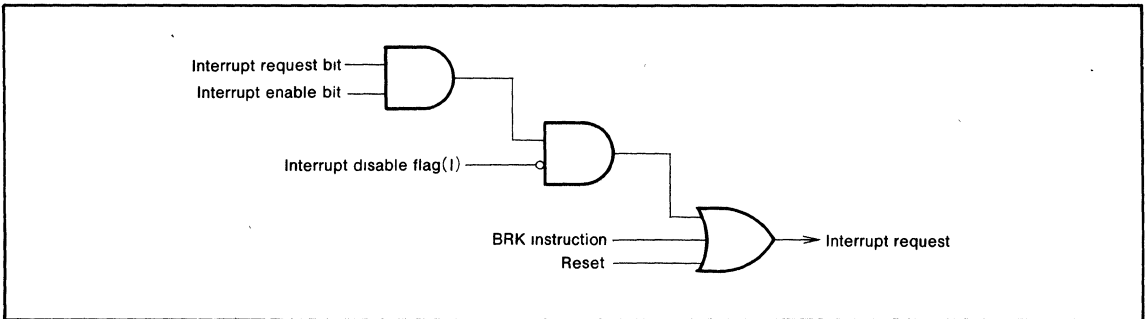 Interrupt request bit
Interrupt enable bit
Interrupt disable flag(I)
BRK instruction
Reset
Interrupt request